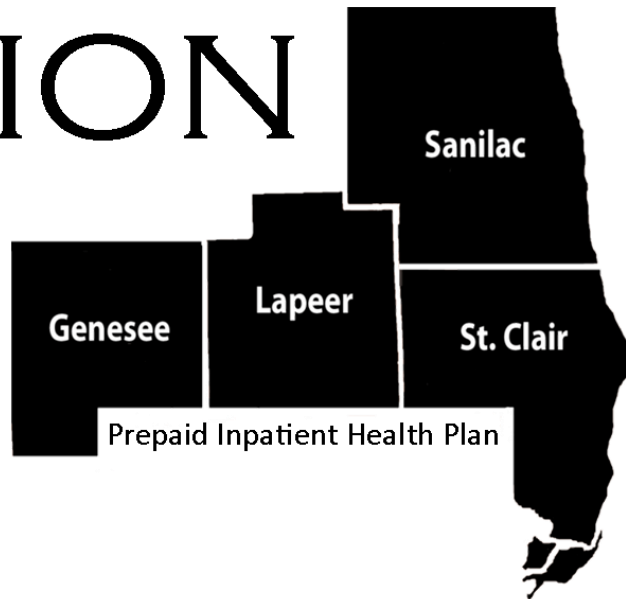 ION
Sanilac
Lapeer
Genesee
St. Clair
Prepaid Inpatient Health Plan